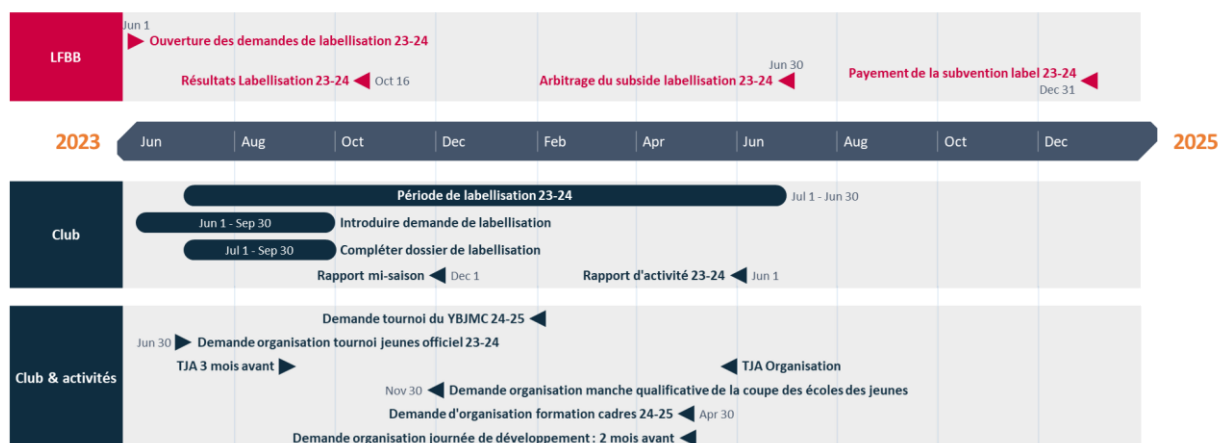 Jun 1
Ouverture des demandes de labellisation 23-24
LFBB
Résultats Labellisation 23-24 Oct 16
Jun 30
Arbitrage du subside labellisation 23-24
Payement de la subvention label 23-24
Dec 31
2023 Jun Aug Oct Dec Feb Apr Jun Aug Oct Dec 2025
Période de labellisation 23-24 Jul 1 - Jun 30
Jun 1 - Sep 30 Introduire demande de labellisation
Club
Jul 1 - Sep 30 Compléter dossier de labellisation
Rapport mi-saison Dec 1 Rapport d'activité 23-24 Jun 1
Demande tournoi du YBJMC 24-25
Jun 30 Demande organisation tournoi jeunes officiel 23-24
TJA 3 mois avant TJA Organisation
Club & activités
Nov 30 Demande organisation manche qualificative de la coupe des écoles des jeunes
Demande d'organisation formation cadres 24-25 Apr 30
Demande organisation journée de développement : 2 mois avant